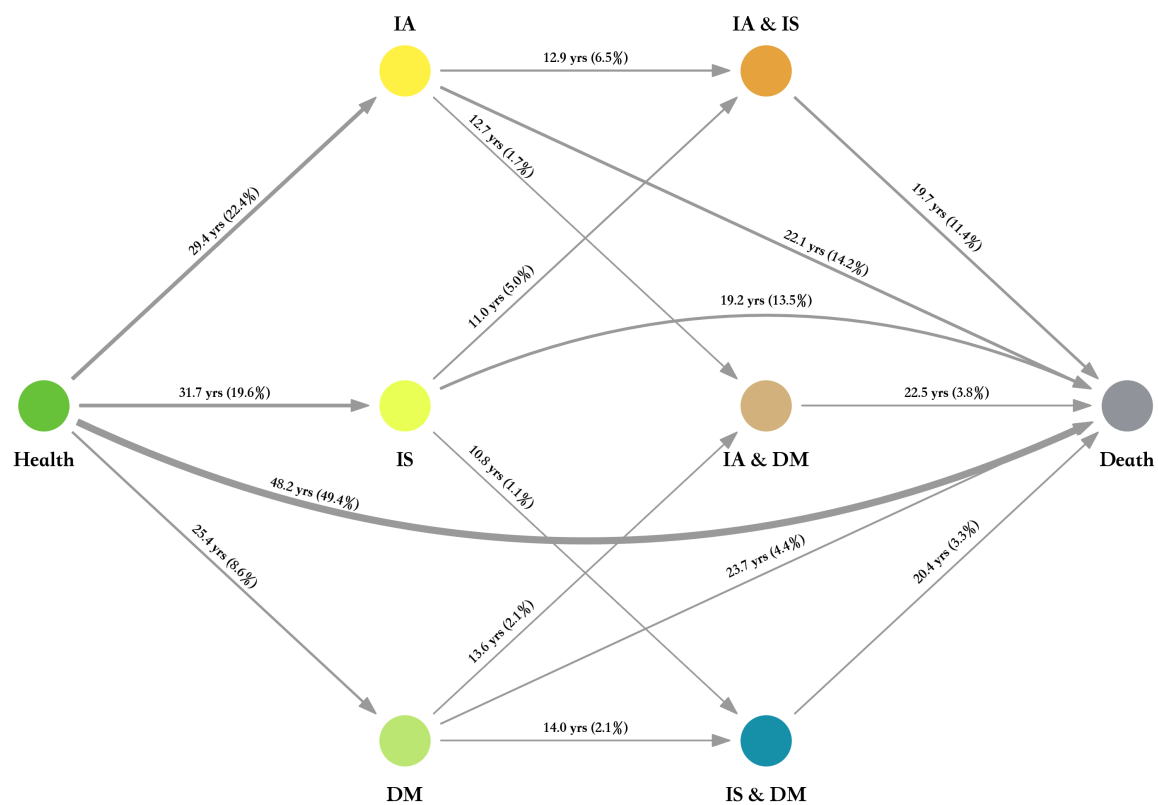 IA
IA & IS
12.9 yrs (6.5%)
12.7 yrs (1.7%)
29.4 yrs (22.4%)
19.7 yrs (11.4%)
22.1 yrs (14.2%)
11.0 yrs (5.0%)
19.2 yrs (13.5%)
31.7 yrs (19.6%)
22.5 yrs (3.8%)
Health
IS
IA & DM
Death
10.8 yrs (1.1%)
48.2 yrs (49.4%)
25.4 yrs (8.6%)
23.7 yrs (4.4%)
20.4 yrs (3.3%)
13.6 yrs (2.1%)
14.0 yrs (2.1%)
DM
IS & DM